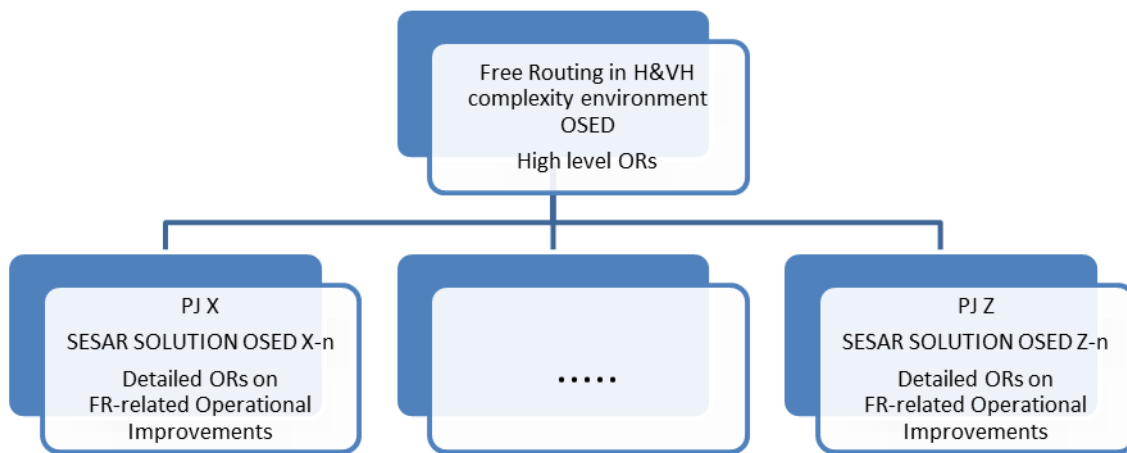 Free Routing in H&VH
complexity environment
OSED
High level ORs
PJ X
SESAR SOLUTION OSED X-n
Detailed ORs on
FR-related Operational
Improvements
.....
PJ Z
SESAR SOLUTION OSED Z-n
Detailed ORs on
FR-related Operational
Improvements